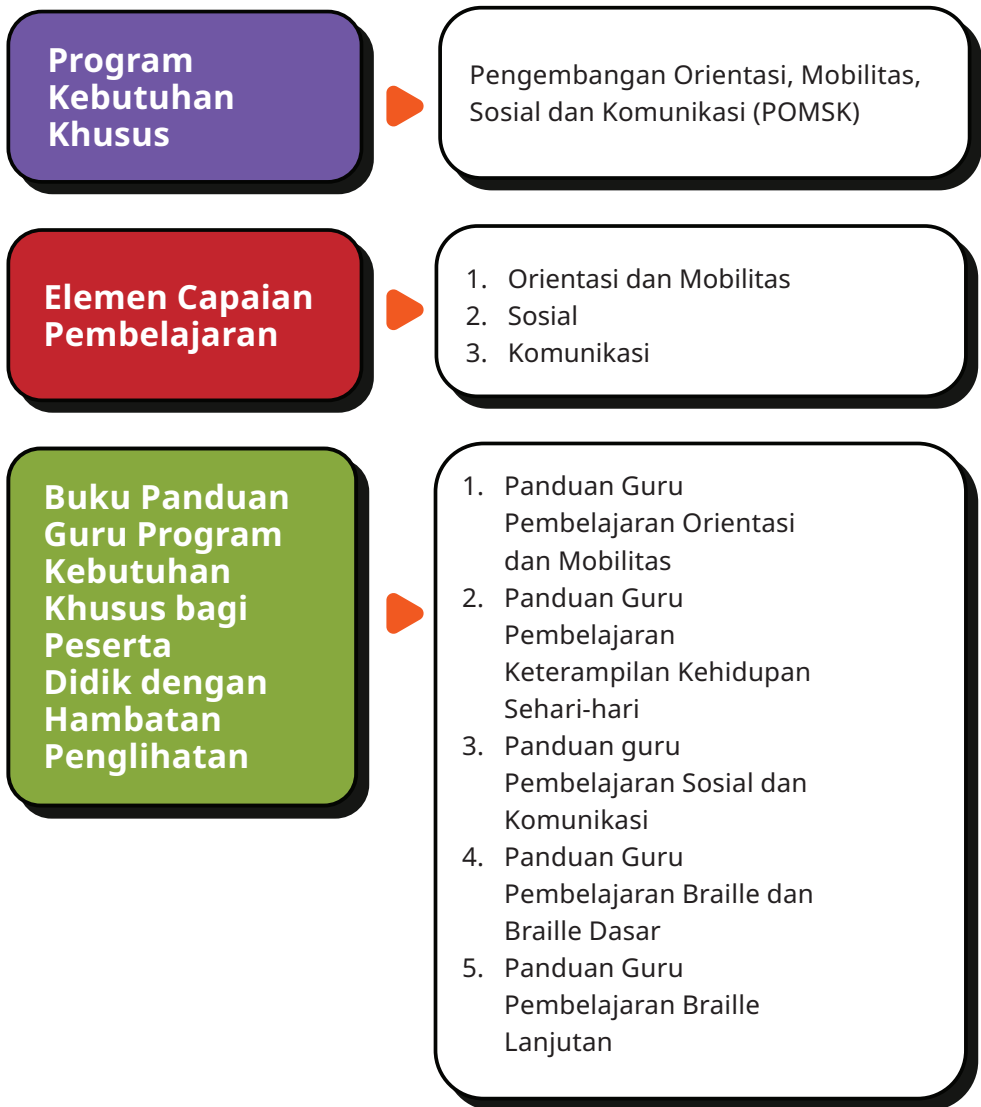 Program
Kebutuhan
Khusus
Pengembangan Orientasi, Mobilitas,
Sosial dan Komunikasi (POMSK)
Elemen Capaian
Pembelajaran
1. Orientasi dan Mobilitas
2. Sosial
3. Komunikasi
Buku Panduan
Guru Program
Kebutuhan
Khusus bagi
Peserta
Didik dengan
Hambatan
Penglihatan
1. Panduan Guru
Pembelajaran Orientasi
dan Mobilitas
2. Panduan Guru
Pembelajaran
Keterampilan Kehidupan
Sehari-hari
3. Panduan guru
Pembelajaran Sosial dan
Komunikasi
4. Panduan Guru
Pembelajaran Braille dan
Braille Dasar
5. Panduan Guru
Pembelajaran Braille
Lanjutan